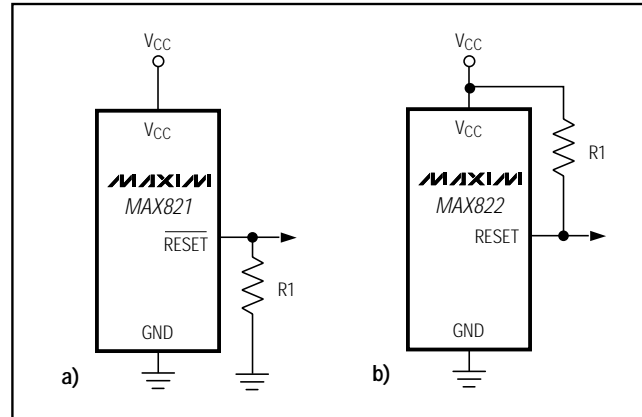 VCC
VCC
MAXIM
MAX821
RESET
R1
GND
a)
VCC
VCC
MAXIM
MAX822
RESET
R1
GND
b)